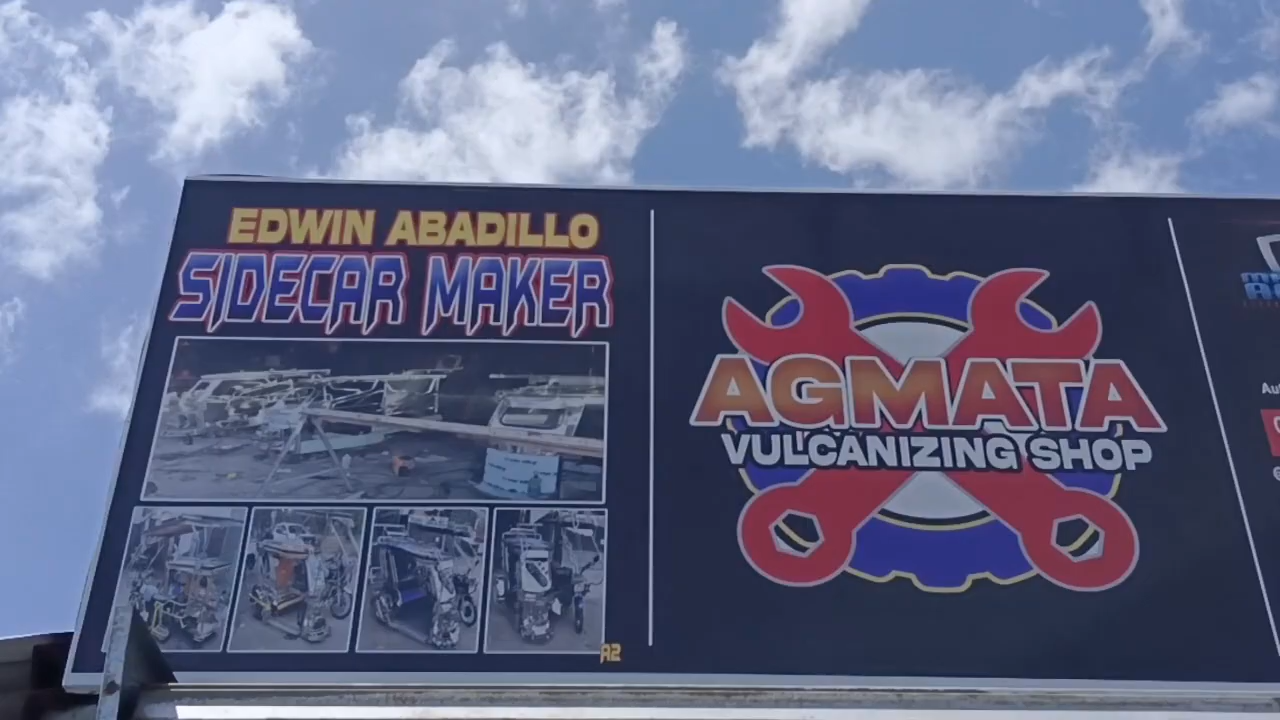 EDWIN ABADILLO
SIDECAR MAKER
A2
AGMATA
VULCANIZING SHOP